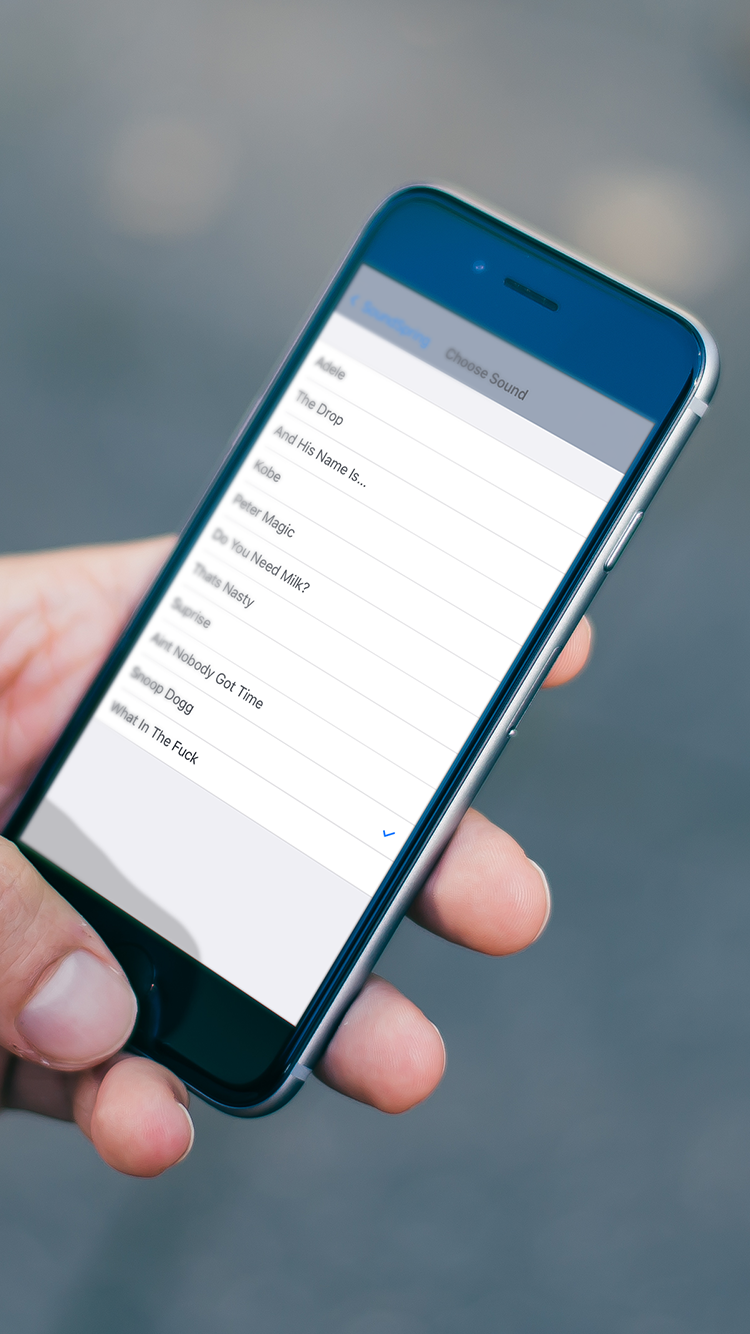 SoundSpring
Choose Sound
Adele
The Drop
And His Name Is...
Kobe
Peter Magic
Do You Need Milk?
Thats Nasty
Suprise
Aint Nobody Got Time
Snoop Dogg
What In The Fuck